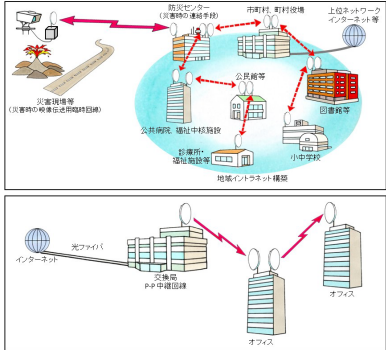 防災センター
(災害時の連絡手段)
市町村、町村役場
上位ネットワーク
インターネット等
災害現場等
(災害時の映像伝送用臨時回線)
公民館等
図書館等
公共病院、福祉中核施設
診療所・
福祉施設等
小中学校
地域イントラネット構築
光ファイバ
インターネット
交換局
P-P 中継回線
オフィス
オフィス